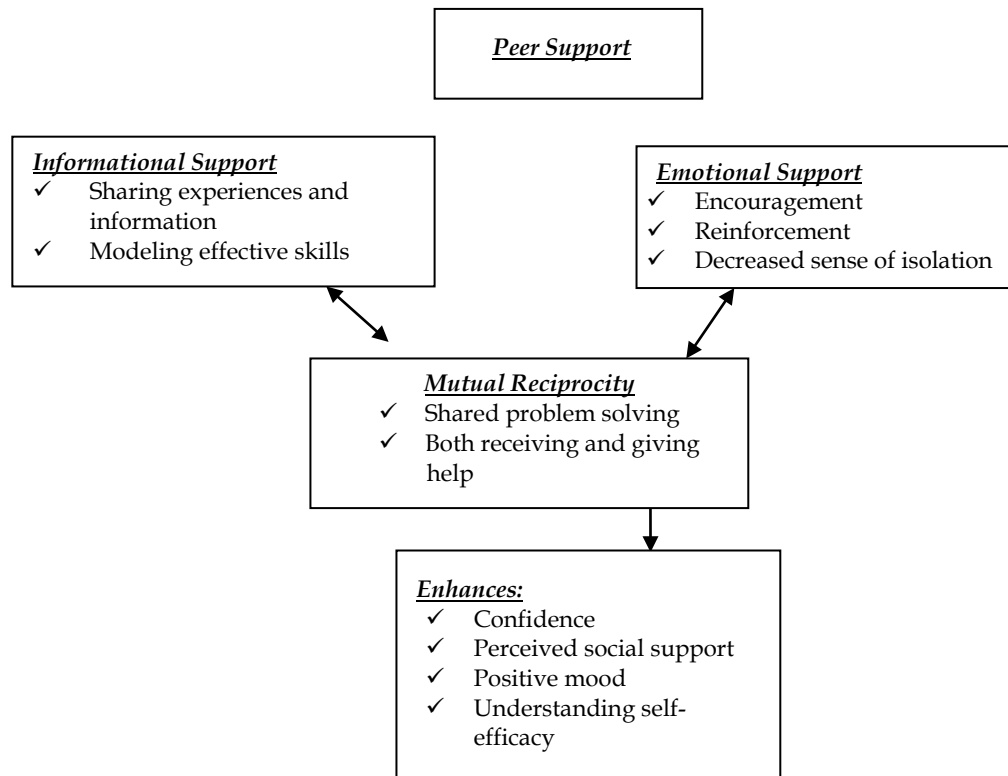 Peer Support
Informational Support
✓ Sharing experiences and
information
✓ Modeling effective skills
Emotional Support
✓ Encouragement
✓ Reinforcement
✓ Decreased sense of isolation
Mutual Reciprocity
✓ Shared problem solving
✓ Both receiving and giving
help
Enhances:
✓ Confidence
✓ Perceived social support
✓ Positive mood
✓ Understanding self-
efficacy